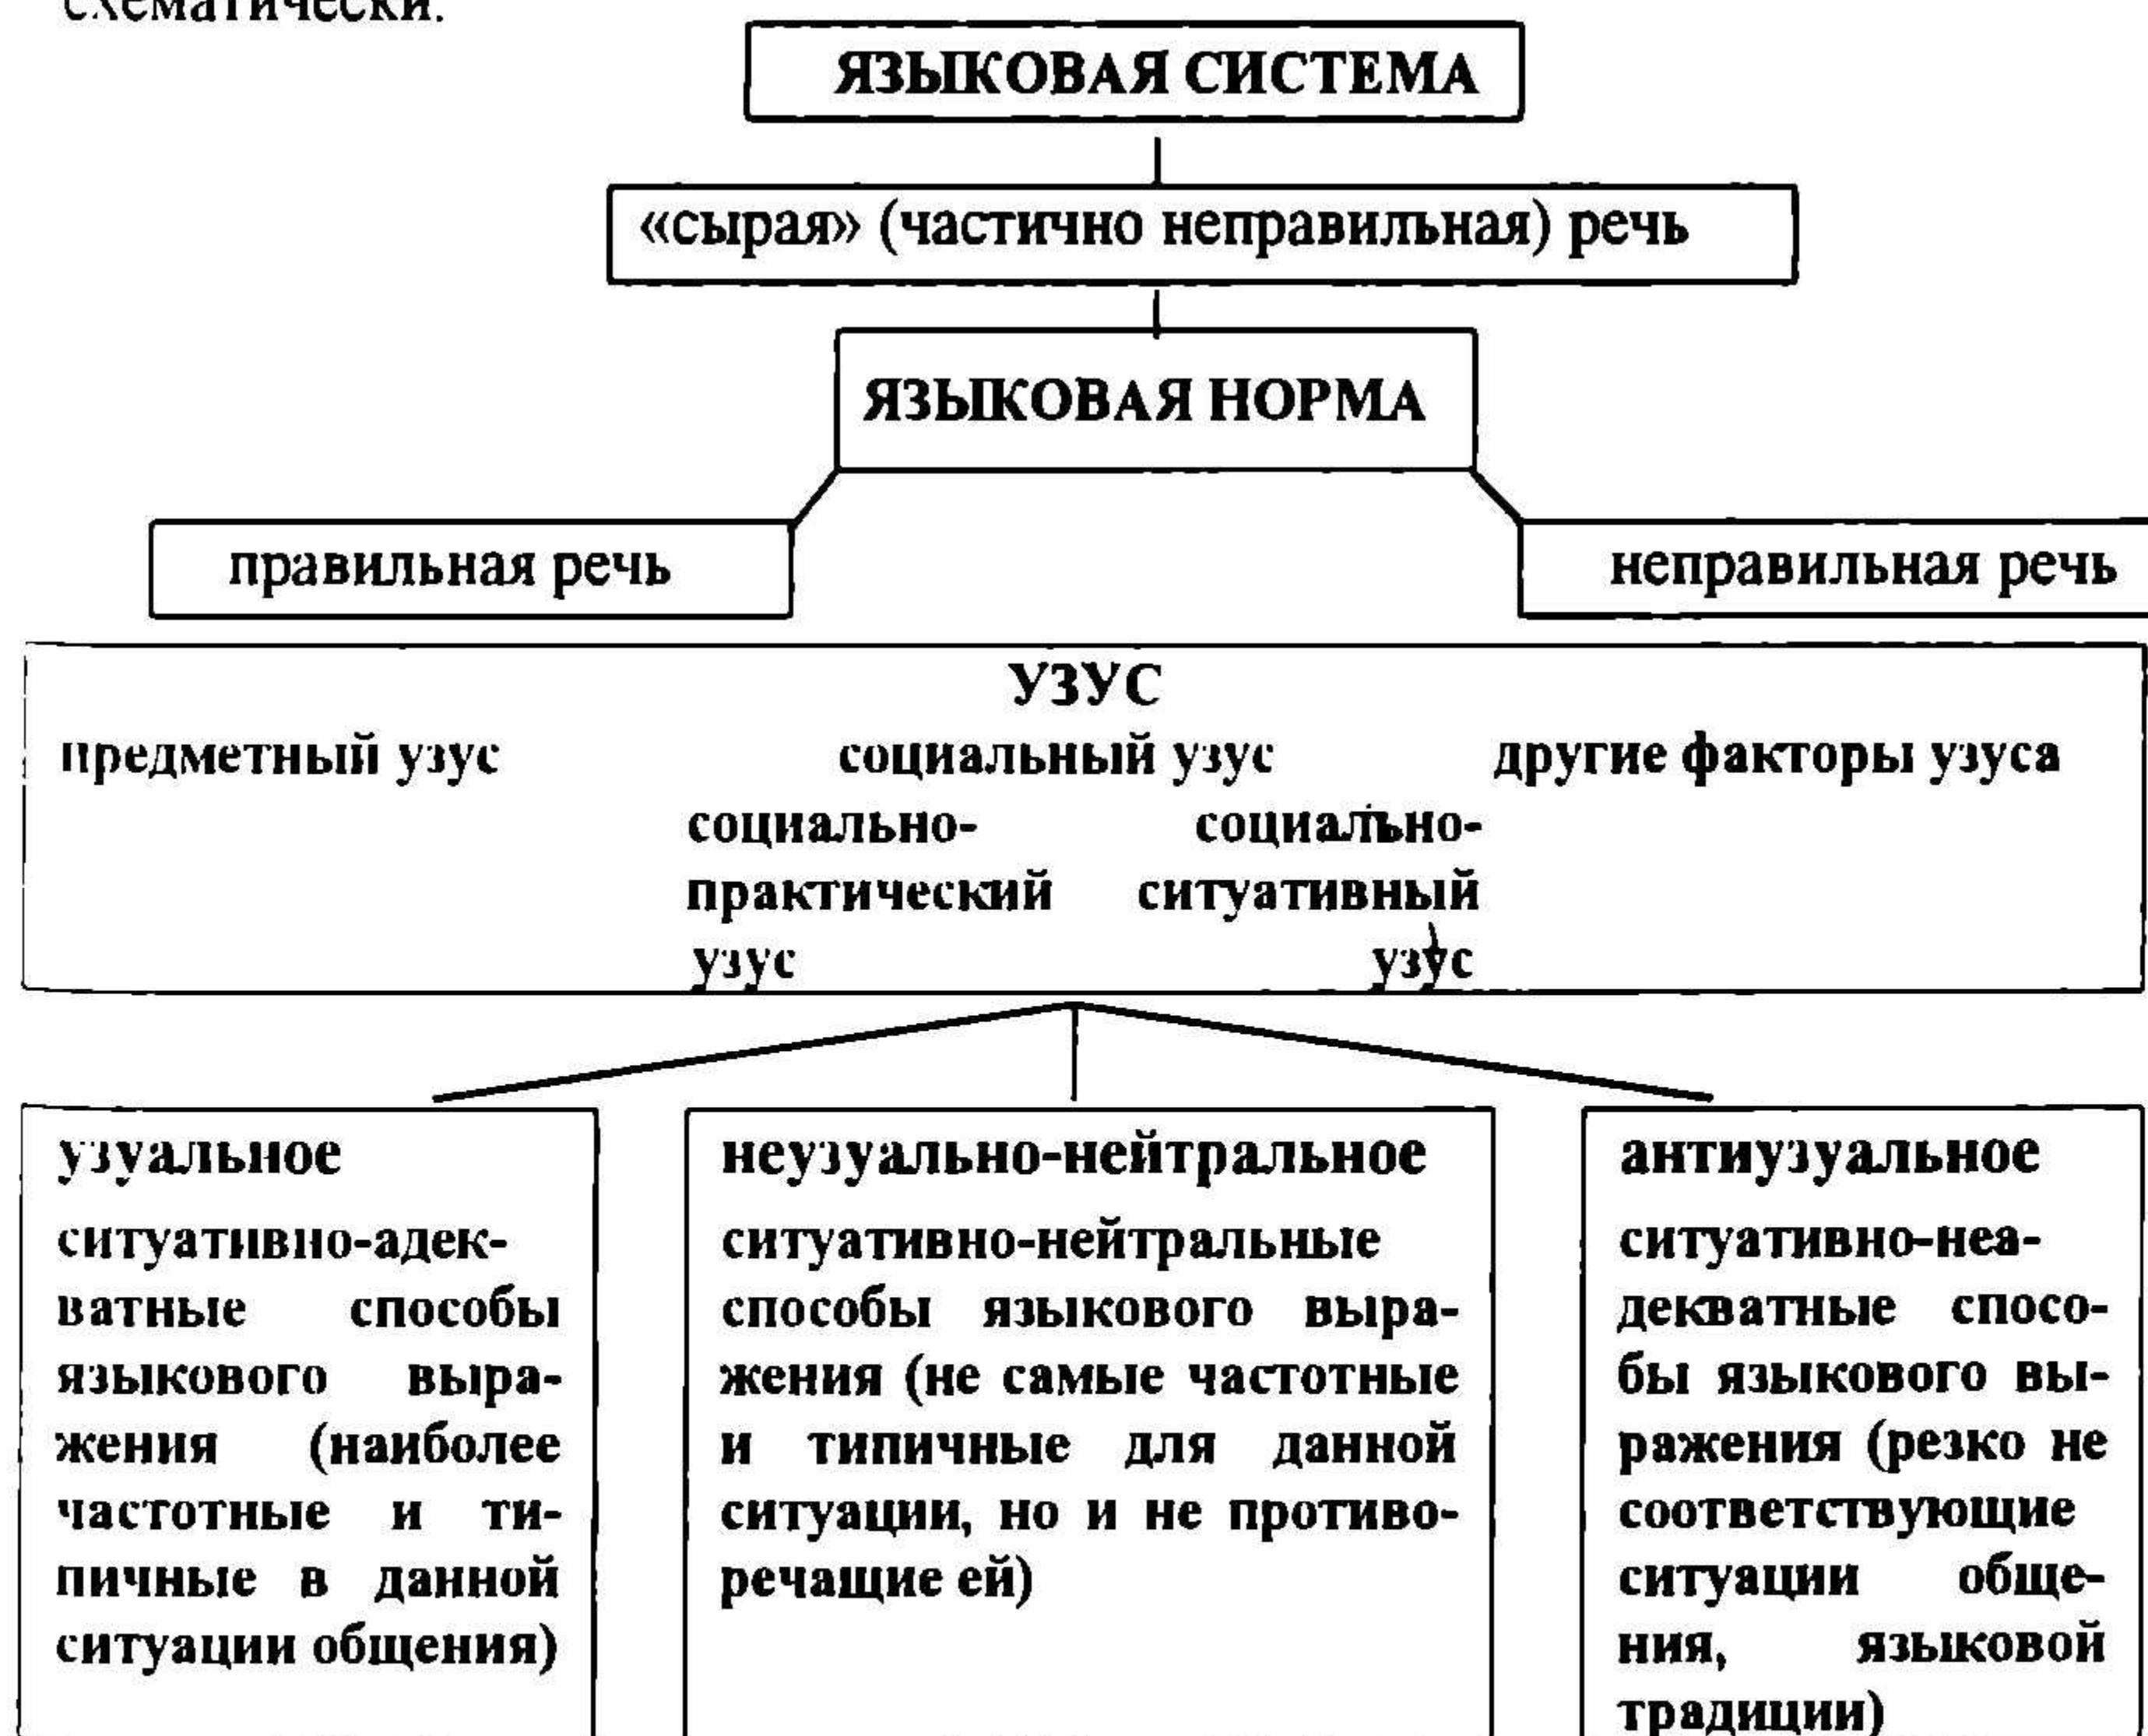 схематически.
ЯЗЫКОВАЯ СИСТЕМА
«сырая» (частично неправильная) речь
ЯЗЫКОВАЯ НОРМА
правильная речь
неправильная речь
УЗУС
предметный узус социальный узус другие факторы узуса
социально- социально-
практический ситуативный
узус узус
узуальное
ситуативно-адек-
ватные способы
языкового выра-
жения (наиболее
частотные и ти-
пичные в данной
ситуации общения)
неузуально-нейтральное
ситуативно-нейтральные
способы языкового выра-
жения (не самые частотные
и типичные для данной
ситуации, но и не противо-
речащие ей)
антиузуальное
ситуативно-неа-
декватные спосо-
бы языкового вы-
ражения (резко не
соответствующие
ситуации обще-
ния, языковой
традиции)